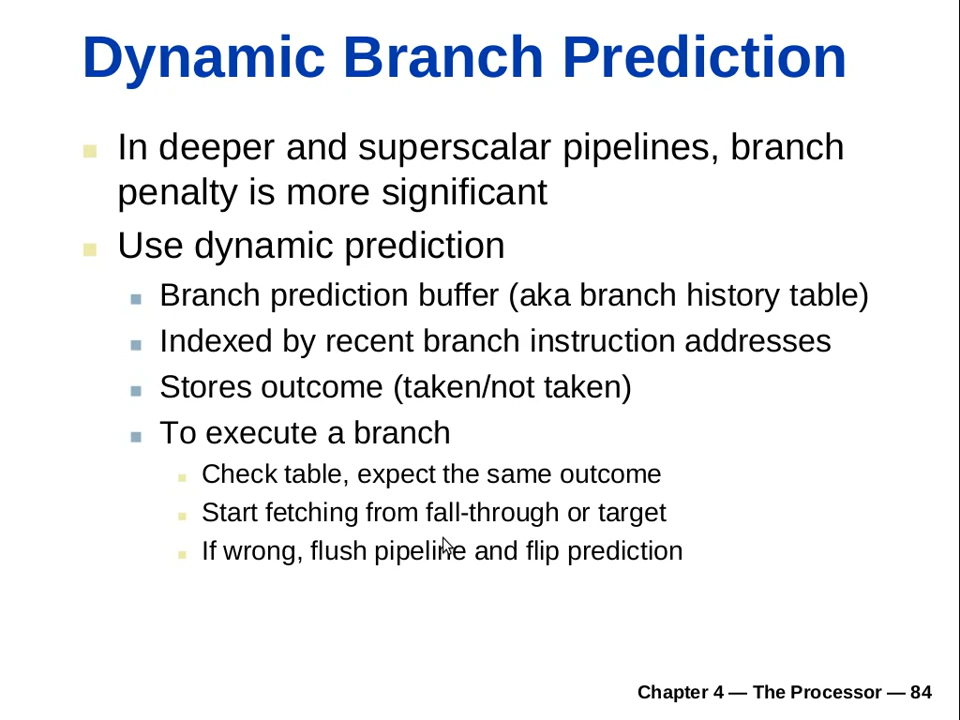 Dynamic Branch Prediction
In deeper and superscalar pipelines, branch
penalty is more significant
Use dynamic prediction
Branch prediction buffer (aka branch history table)
Indexed by recent branch instruction addresses
Stores outcome (taken/not taken)
To execute a branch
Check table, expect the same outcome
Start fetching from fall-through or target
If wrong, flush pipeline and flip prediction
Chapter 4 — The Processor — 84